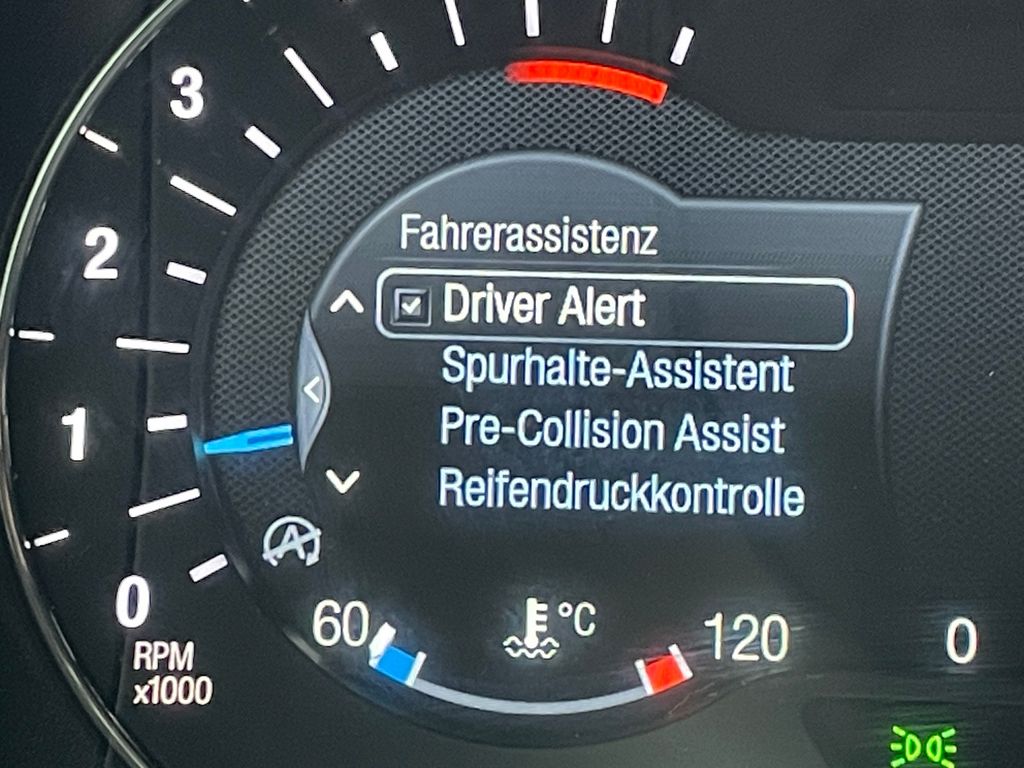 3
2
1
0
RPM
x1000
Fahrerassistenz
Driver Alert
Spurhalte-Assistent
Pre-Collision Assist
Reifendruckkontrolle
A
60 °C 120
0